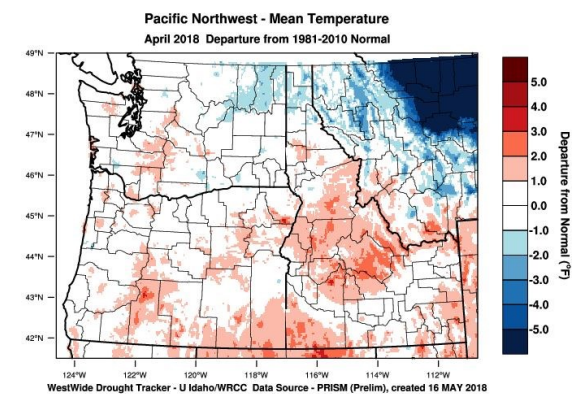 Pacific Northwest - Mean Temperature
April 2018 Departure from 1981-2010 Normal
49°N
48°N
47°N
46°N
45°N
44°N
43°N
42°N
124°W
122°W
120°W
118°W
116°W
114°W
112°W
5.0
4.0
3.0
2.0
1.0
0.0
-1.0
-2.0
-3.0
-4.0
-5.0
Departure from Normal (°F)
WestWide Drought Tracker - U Idaho/WRCC Data Source - PRISM (Prelim), created 16 MAY 2018